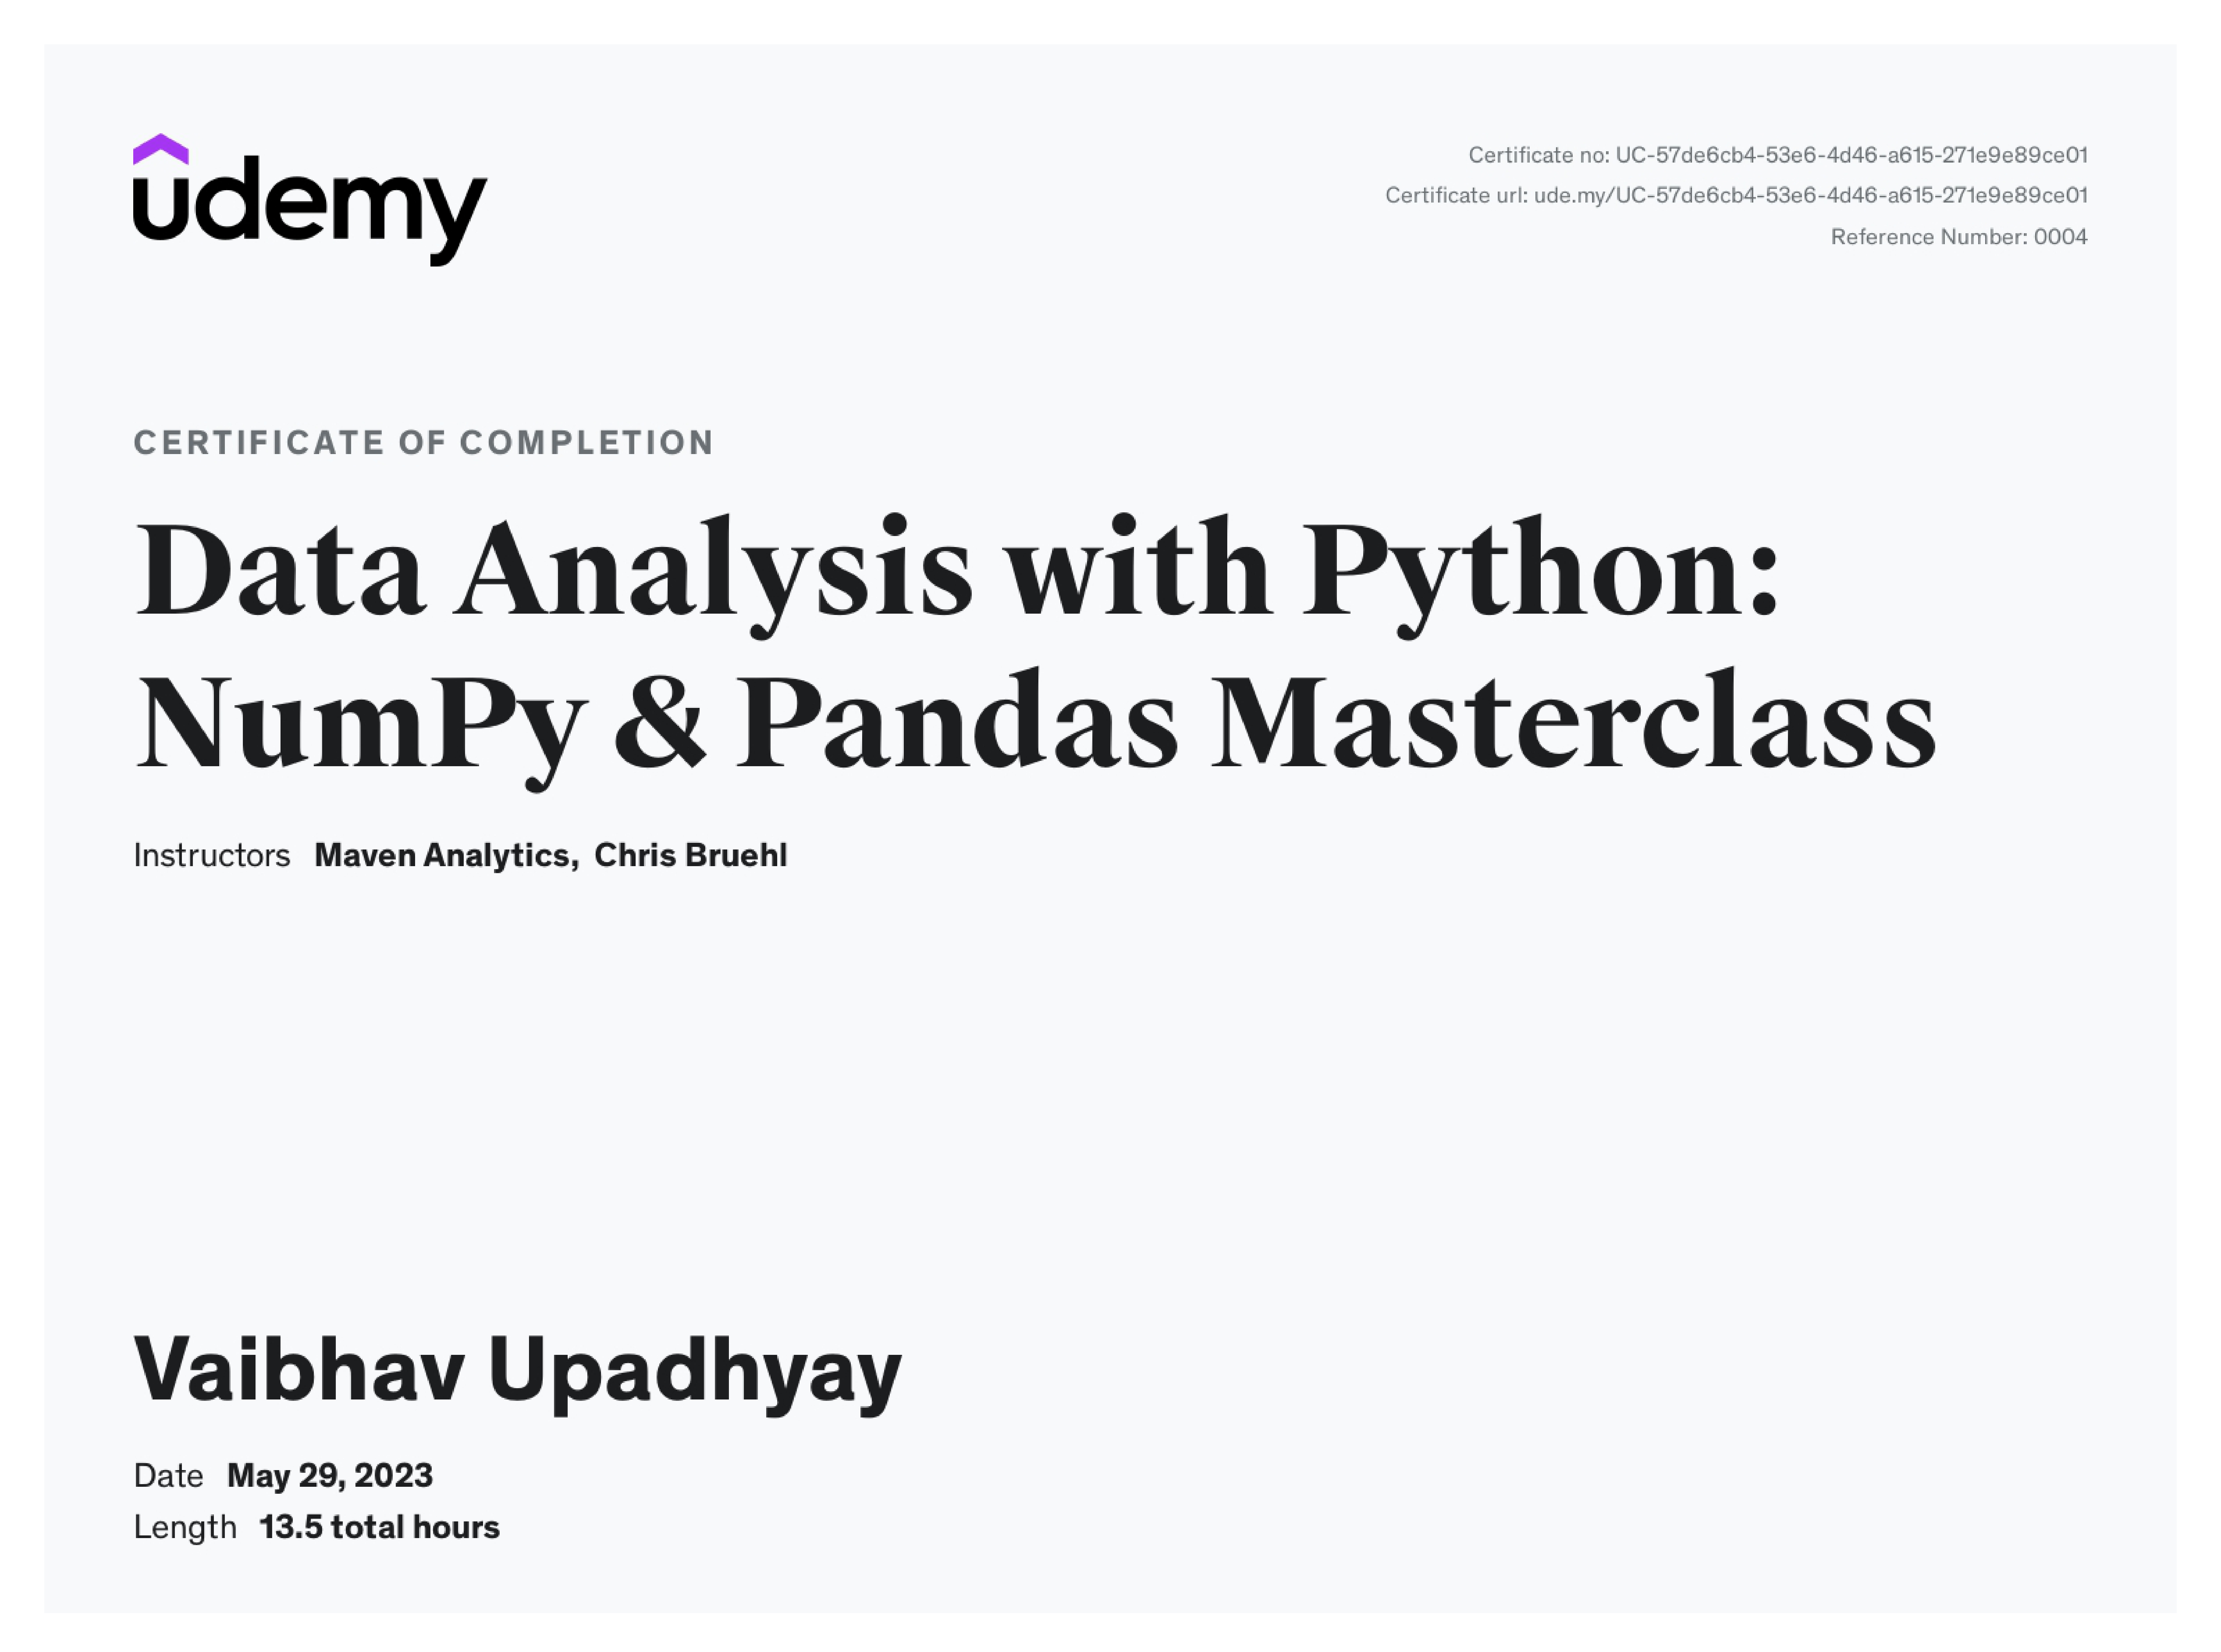 udemy
Certificate no: UC-57de6cb4-53e6-4d46-a615-271e9e89ce01
Certificate url: ude.my/UC-57de6cb4-53e6-4d46-a615-271e9e89ce01
Reference Number: 0004
CERTIFICATE OF COMPLETION
Data Analysis with Python:
NumPy & Pandas Masterclass
Instructors Maven Analytics, Chris Bruehl
Vaibhav Upadhyay
Date May 29, 2023
Length 13.5 total hours